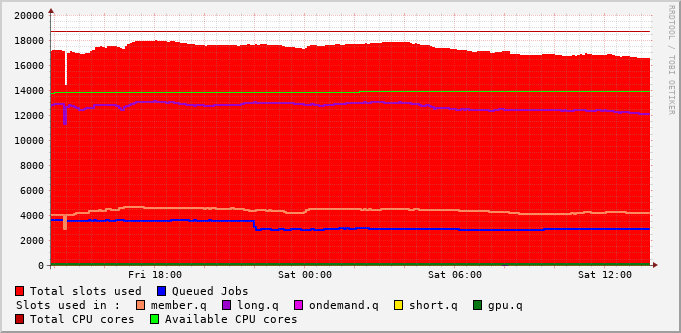 20000
18000
16000
14000
12000
10000
8000
6000
4000
2000
0
Fri 18:00 Sat 00:00 Sat 06:00 Sat 12:00
Total slots used Queued Jobs
Slots used in : member.q long.q ondemand.q short.q gpu.q
Total CPU cores Available CPU cores
RRDTOOL / TOBI OETIKER